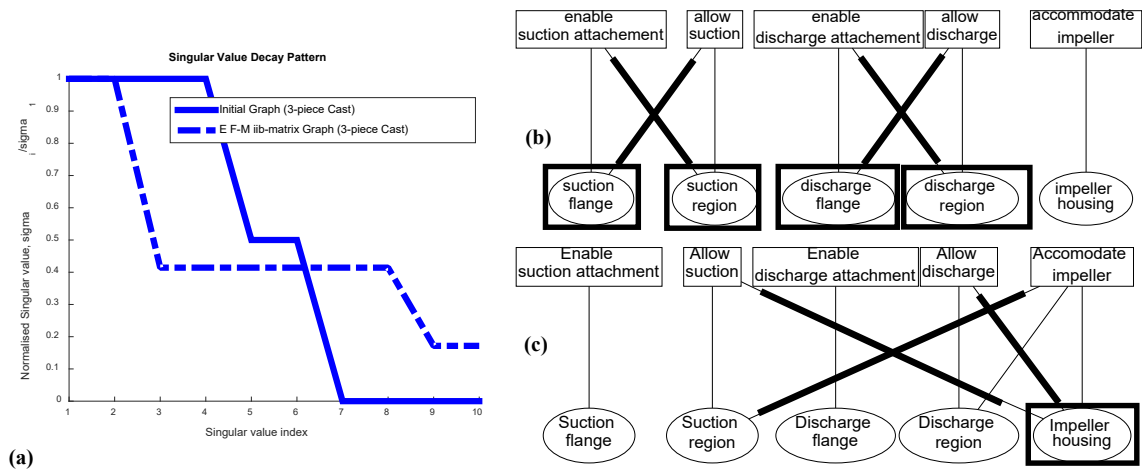 Singular Value Decay Pattern
1
0.9
0.8
0.7
0.6
0.5
0.4
0.3
0.2
0.1
0
Normalised Singular value, sigma i/sigma 1
Initial Graph (3-piece Cast)
E F-M iib-matrix Graph (3-piece Cast)
1 2 3 4 5 6 7 8 9 10
Singular value index
(a)
enable
suction attachement
allow
suction
enable
discharge attachement
allow
discharge
accommodate
impeller
(b)
suction
flange
suction
region
discharge
flange
discharge
region
impeller
housing
Enable
suction attachment
Allow
suction
Enable
discharge attachment
Allow
discharge
Accomodate
impeller
(c)
Suction
flange
Suction
region
Discharge
flange
Discharge
region
Impeller
housing